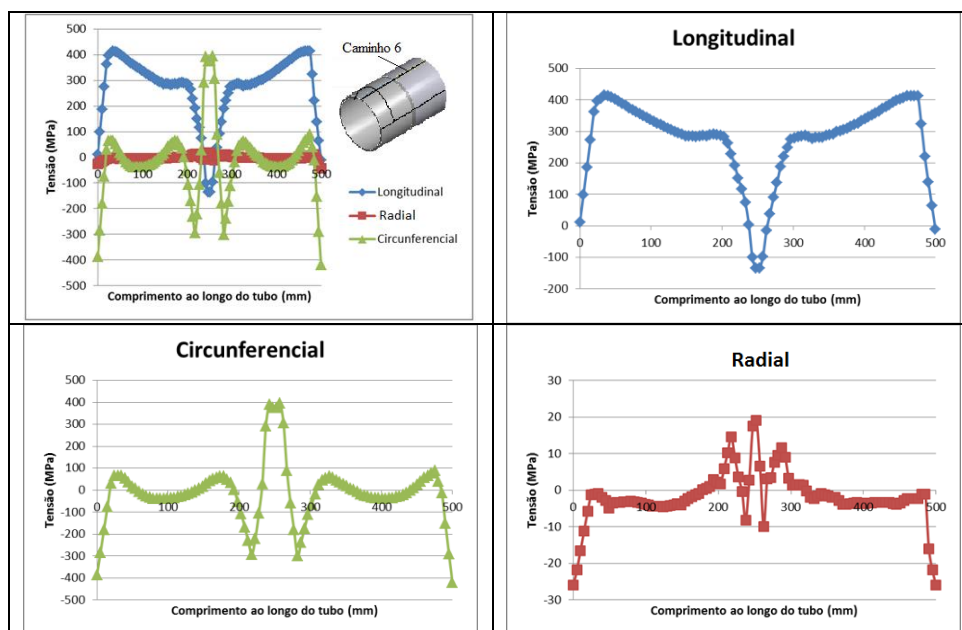 Caminho 6
500
400
300
200
100
0
-100
-200
-300
-400
-500
0 100 200 300 400 500
Tensão (MPa)
Comprimento ao longo do tubo (mm)
Longitudinal
Radial
Circunferencial
Longitudinal
500
400
300
200
100
0
-100
-200
0 100 200 300 400 500
Tensão (MPa)
Comprimento ao longo do tubo (mm)
Circunferencial
500
400
300
200
100
0
-100
-200
-300
-400
-500
0 100 200 300 400 500
Tensão (MPa)
Comprimento ao longo do tubo (mm)
Radial
30
20
10
0
-10
-20
-30
0 100 200 300 400 500
Tensão (MPa)
Comprimento ao longo do tubo (mm)